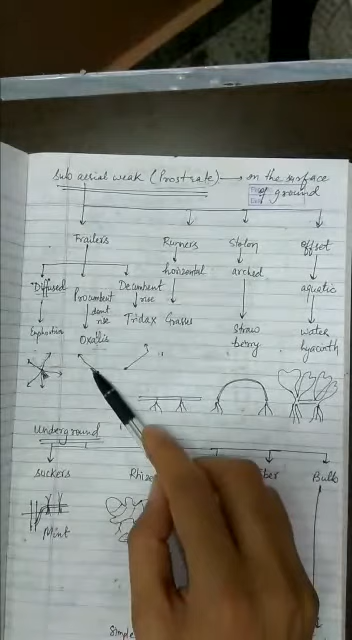 Sub aerial weak (Prostrate) → on the surface
of ground
Trailers Runners Stolon offset
Diffused Procumbent Decumbent horizontal arched aquatic
dont rise rise
Euphorbia Oxallis Tridax Grasses Straw berry water hyacinth
Underground
suckers Bulb
Mint